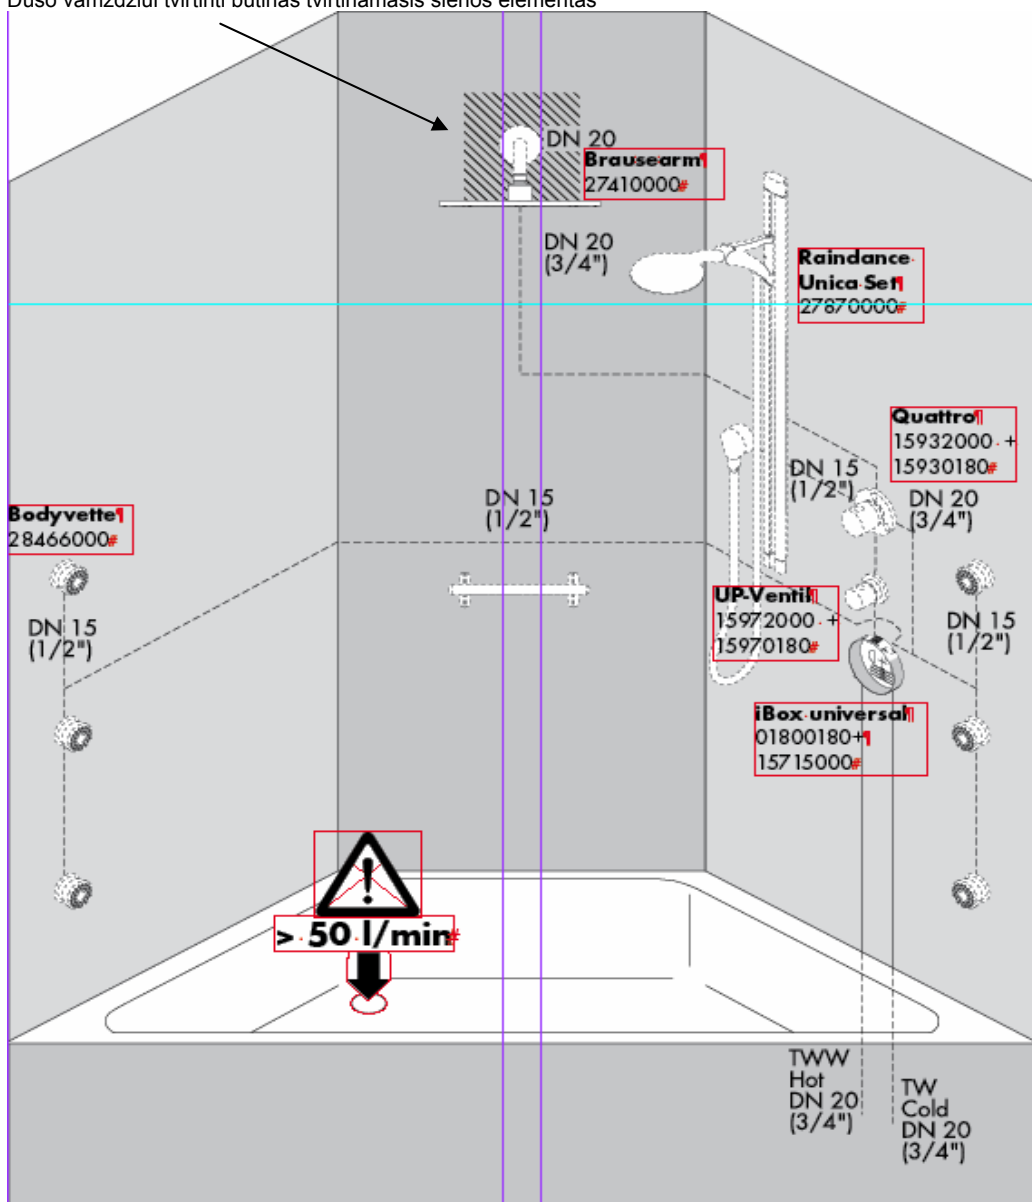 Dušo vamzdžiui tvirtinti būtinas tvirtinamasis sienos elementas
DN 20
Brausearm¶
27410000#
DN 20
(3/4")
Raindance·
Unica·Set¶
27870000#
Quattro¶
15932000·+
15930180#
DN 15
(1/2")
DN 20
(3/4")
DN 15
(1/2")
Bodyvette¶
28466000#
DN 15
(1/2")
UP-Ventil¶
15972000·+
15970180#
DN 15
(1/2")
iBox·universal¶
01800180+¶
15715000#
>·50·l/min#
TWW
Hot
DN 20
(3/4")
TW
Cold
DN 20
(3/4")